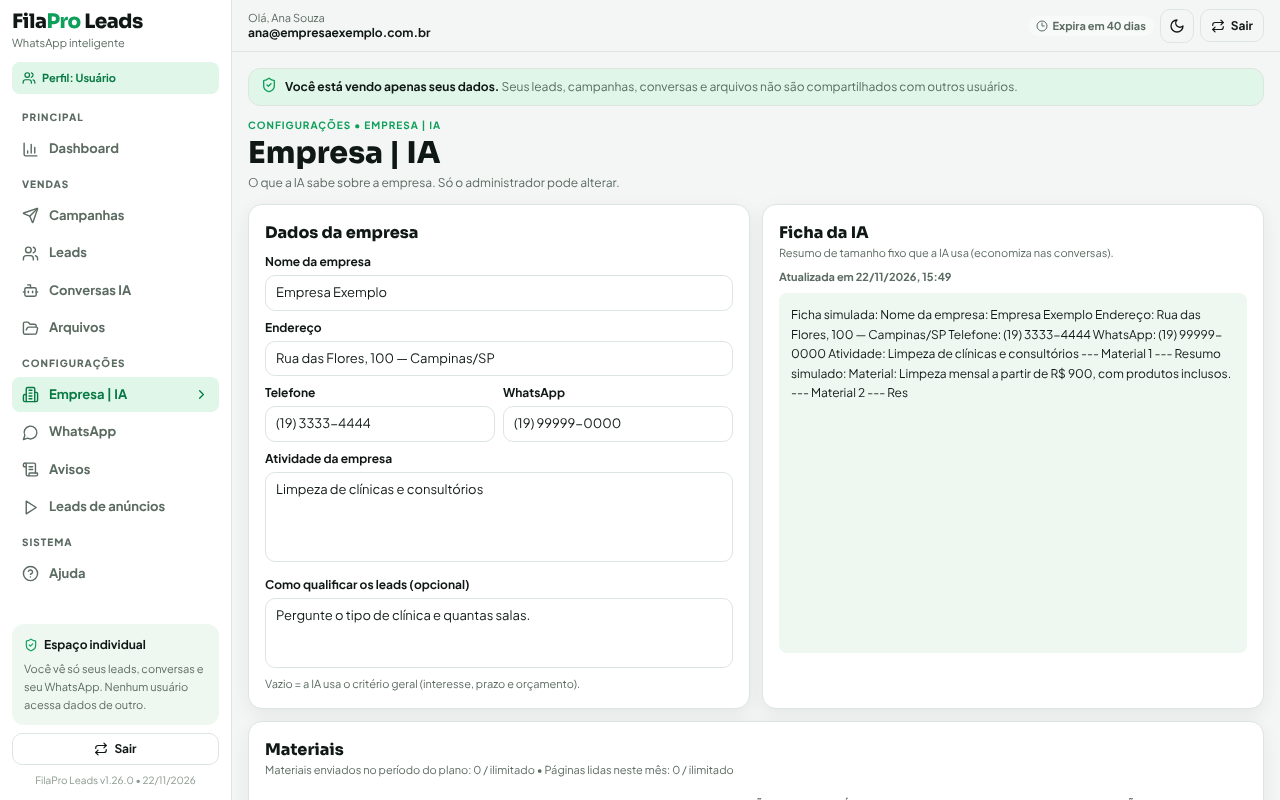 FilaPro Leads
WhatsApp inteligente
Perfil: Usuário
PRINCIPAL
Dashboard
VENDAS
Campanhas
Leads
Conversas IA
Arquivos
CONFIGURAÇÕES
Empresa | IA
WhatsApp
Avisos
Leads de anúncios
SISTEMA
Ajuda
Espaço individual
Você vê só seus leads, conversas e
seu WhatsApp. Nenhum usuário
acessa dados de outro.
Sair
FilaPro Leads v1.26.0 • 22/11/2026
Olá, Ana Souza
ana@empresaexemplo.com.br
Expira em 40 dias
Sair
Você está vendo apenas seus dados. Seus leads, campanhas, conversas e arquivos não são compartilhados com outros usuários.
CONFIGURAÇÕES • EMPRESA | IA
Empresa | IA
O que a IA sabe sobre a empresa. Só o administrador pode alterar.
Dados da empresa
Nome da empresa
Empresa Exemplo
Endereço
Rua das Flores, 100 — Campinas/SP
Telefone
WhatsApp
(19) 3333-4444
(19) 99999-0000
Atividade da empresa
Limpeza de clínicas e consultórios
Como qualificar os leads (opcional)
Pergunte o tipo de clínica e quantas salas.
Vazio = a IA usa o critério geral (interesse, prazo e orçamento).
Ficha da IA
Resumo de tamanho fixo que a IA usa (economiza nas conversas).
Atualizada em 22/11/2026, 15:49
Ficha simulada: Nome da empresa: Empresa Exemplo Endereço: Rua das
Flores, 100 — Campinas/SP Telefone: (19) 3333-4444 WhatsApp: (19) 99999-
0000 Atividade: Limpeza de clínicas e consultórios --- Material 1 --- Resumo
simulado: Material: Limpeza mensal a partir de R$ 900, com produtos inclusos.
--- Material 2 --- Res
Materiais
Materiais enviados no período do plano: 0 / ilimitado • Páginas lidas neste mês: 0 / ilimitado